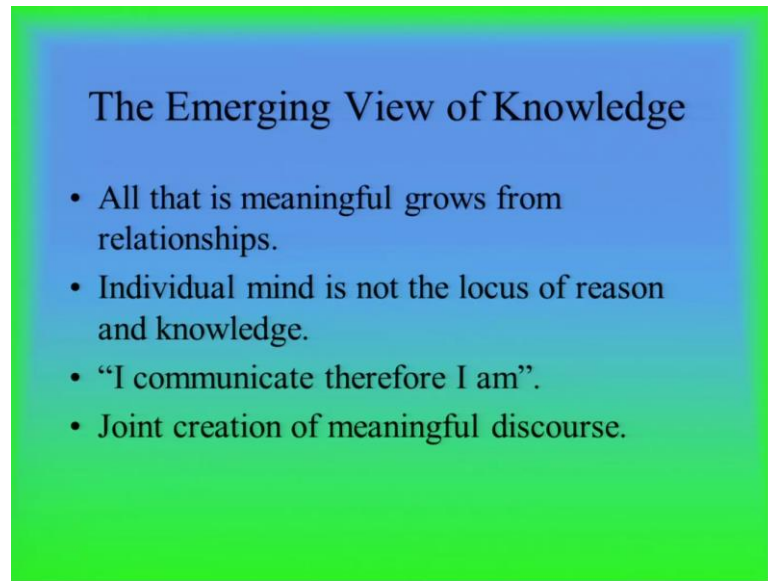 The Emerging View of Knowledge
• All that is meaningful grows from
relationships.
• Individual mind is not the locus of reason
and knowledge.
• “I communicate therefore I am”.
• Joint creation of meaningful discourse.